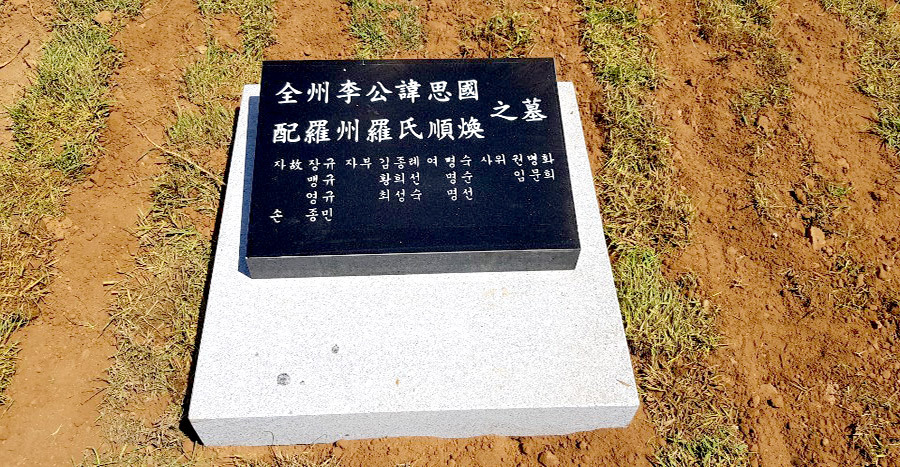 全州李公諱思國
配羅州羅氏順煥 之墓
자 故 장규 자부 김종례 여 형숙 사위 원명화
맹규 황희선 명순 임문희
영규 최성숙 명선
손 종민